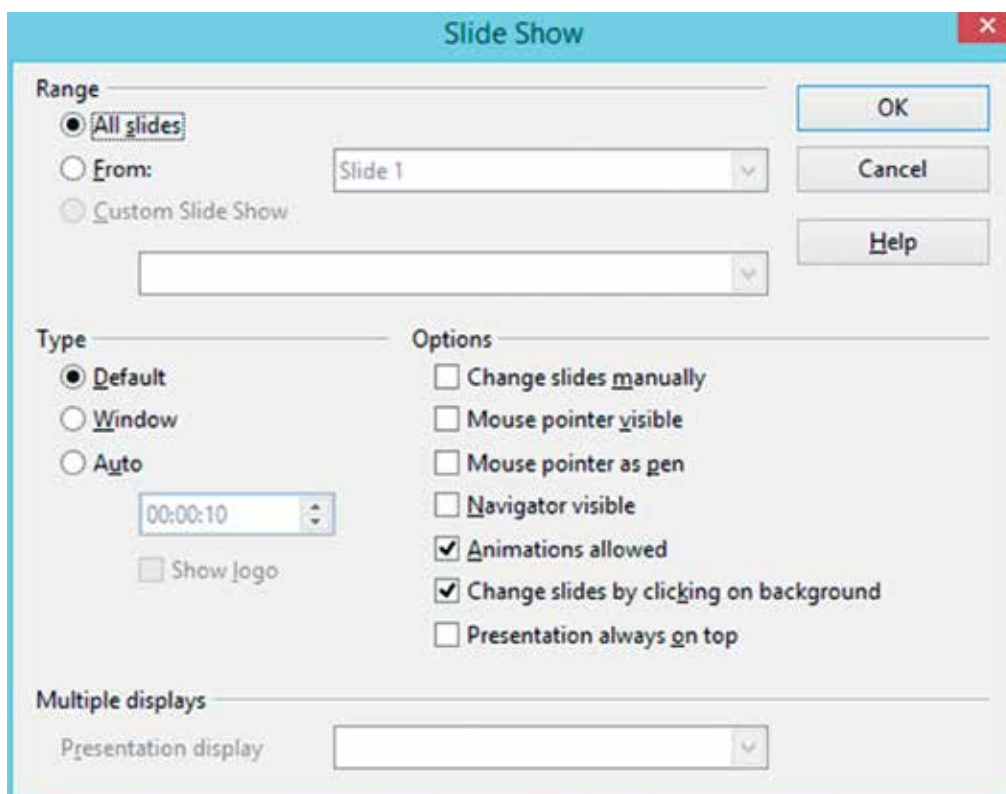 Slide Show
Range
All slides
OK
From:
Slide 1
Cancel
Custom Slide Show
Help
Type
Options
Default
Change slides manually
Window
Mouse pointer visible
Auto
Mouse pointer as pen
00:00:10
Navigator visible
Show logo
Animations allowed
Change slides by clicking on background
Presentation always on top
Multiple displays
Presentation display